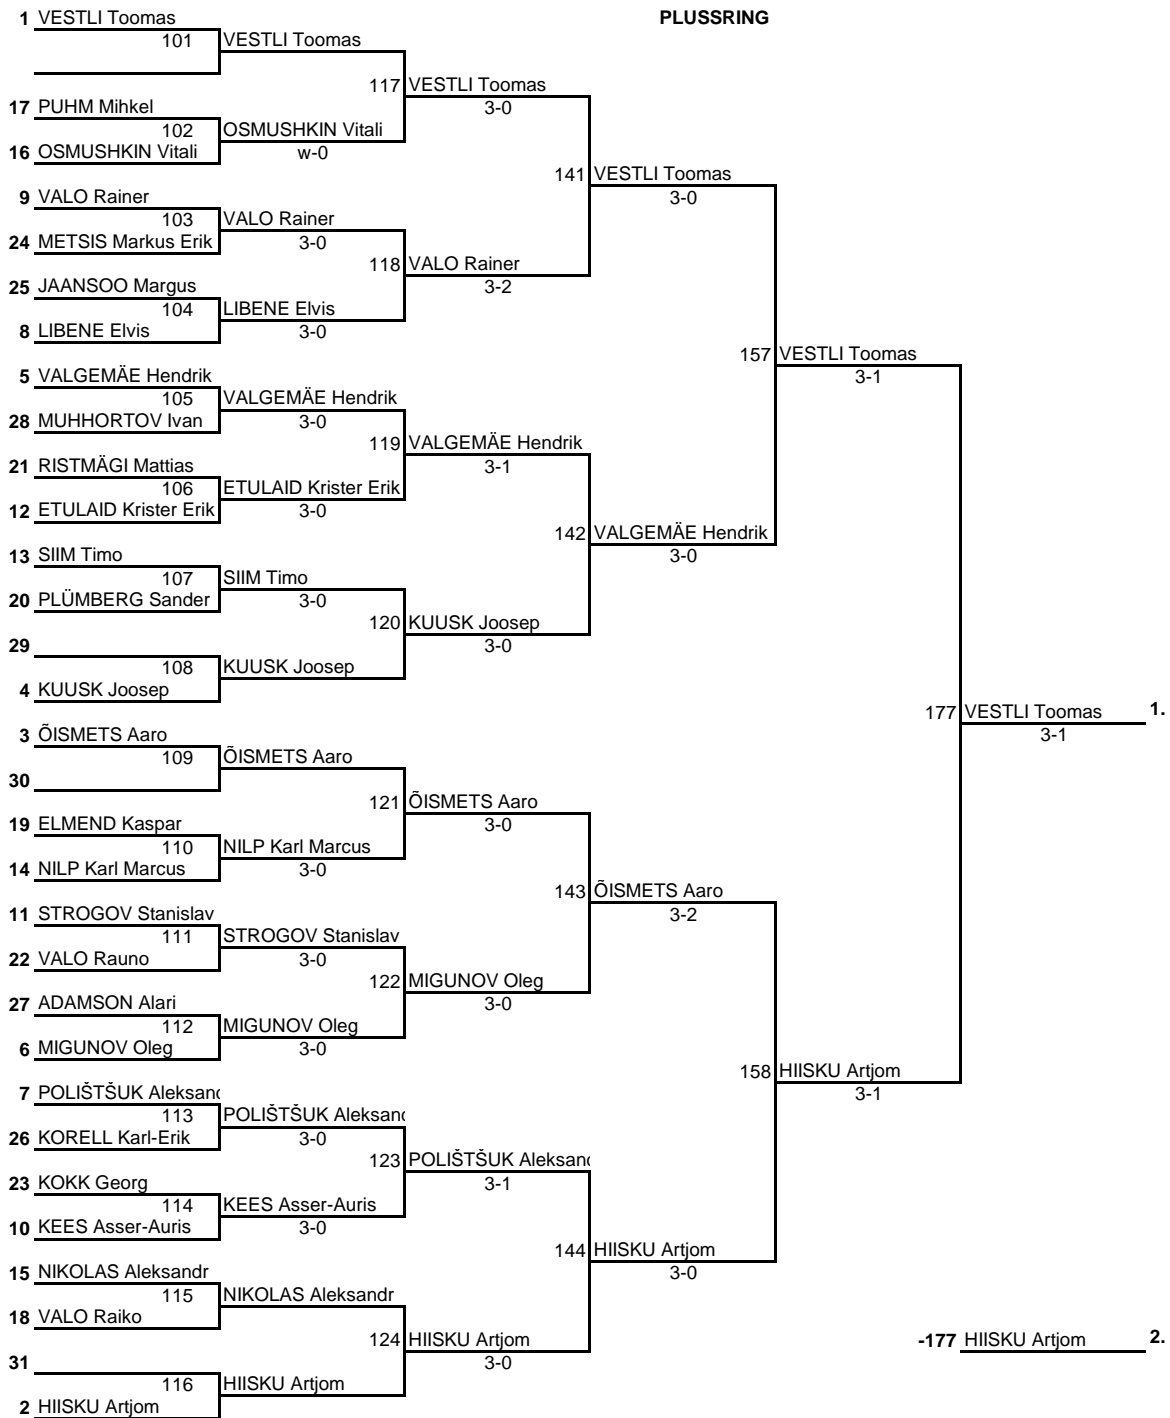 PLUSSRING
1 VESTLI Toomas
101 VESTLI Toomas
117 VESTLI Toomas
3-0
17 PUHM Mihkel
102 OSMUSHKIN Vitali
16 OSMUSHKIN Vitali
w-0
141 VESTLI Toomas
3-0
9 VALO Rainer
103 VALO Rainer
24 METSIS Markus Erik
3-0
118 VALO Rainer
3-2
25 JAANSOO Margus
104 LIBENE Elvis
8 LIBENE Elvis
3-0
157 VESTLI Toomas
3-1
5 VALGEMÄE Hendrik
105 VALGEMÄE Hendrik
28 MUHHORTOV Ivan
3-0
119 VALGEMÄE Hendrik
3-1
21 RISTMÄGI Mattias
106 ETULAID Krister Erik
12 ETULAID Krister Erik
3-0
142 VALGEMÄE Hendrik
3-0
13 SIIM Timo
107 SIIM Timo
20 PLÜMBERG Sander
3-0
120 KUUSK Joosep
3-0
29
108 KUUSK Joosep
4 KUUSK Joosep
177 VESTLI Toomas 1.
3-1
3 ÕISMETS Aaro
109 ÕISMETS Aaro
30
121 ÕISMETS Aaro
3-0
19 ELMEND Kaspar
110 NILP Karl Marcus
14 NILP Karl Marcus
3-0
143 ÕISMETS Aaro
3-2
11 STROGOV Stanislav
111 STROGOV Stanislav
22 VALO Rauno
3-0
122 MIGUNOV Oleg
3-0
27 ADAMSON Alari
112 MIGUNOV Oleg
6 MIGUNOV Oleg
3-0
158 HIISKU Artjom
3-1
7 POLIŠTŠUK Aleksand
113 POLIŠTŠUK Aleksand
26 KORELL Karl-Erik
3-0
123 POLIŠTŠUK Aleksand
3-1
23 KOKK Georg
114 KEES Asser-Auris
10 KEES Asser-Auris
3-0
144 HIISKU Artjom
3-0
15 NIKOLAS Aleksandr
115 NIKOLAS Aleksandr
18 VALO Raiko
124 HIISKU Artjom
3-0
31
116 HIISKU Artjom
2 HIISKU Artjom
-177 HIISKU Artjom 2.